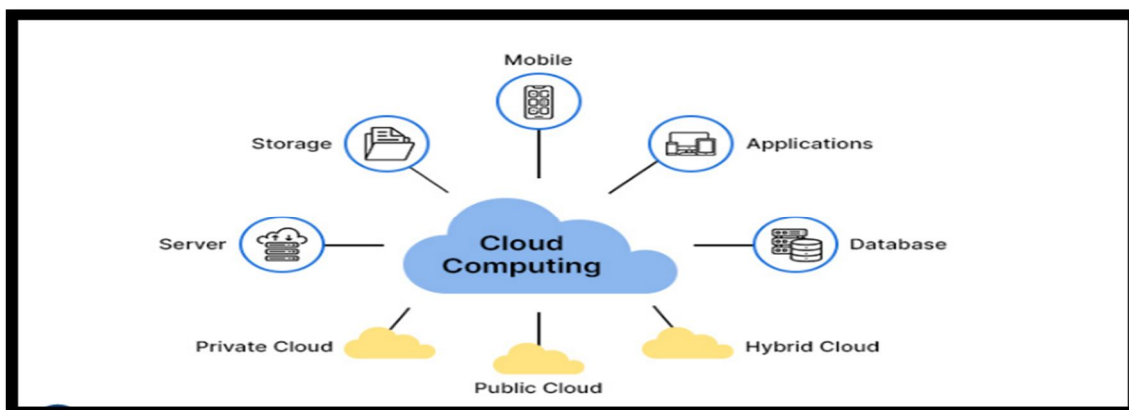 Mobile
Storage
Applications
Server
Cloud
Computing
Database
Private Cloud
Hybrid Cloud
Public Cloud